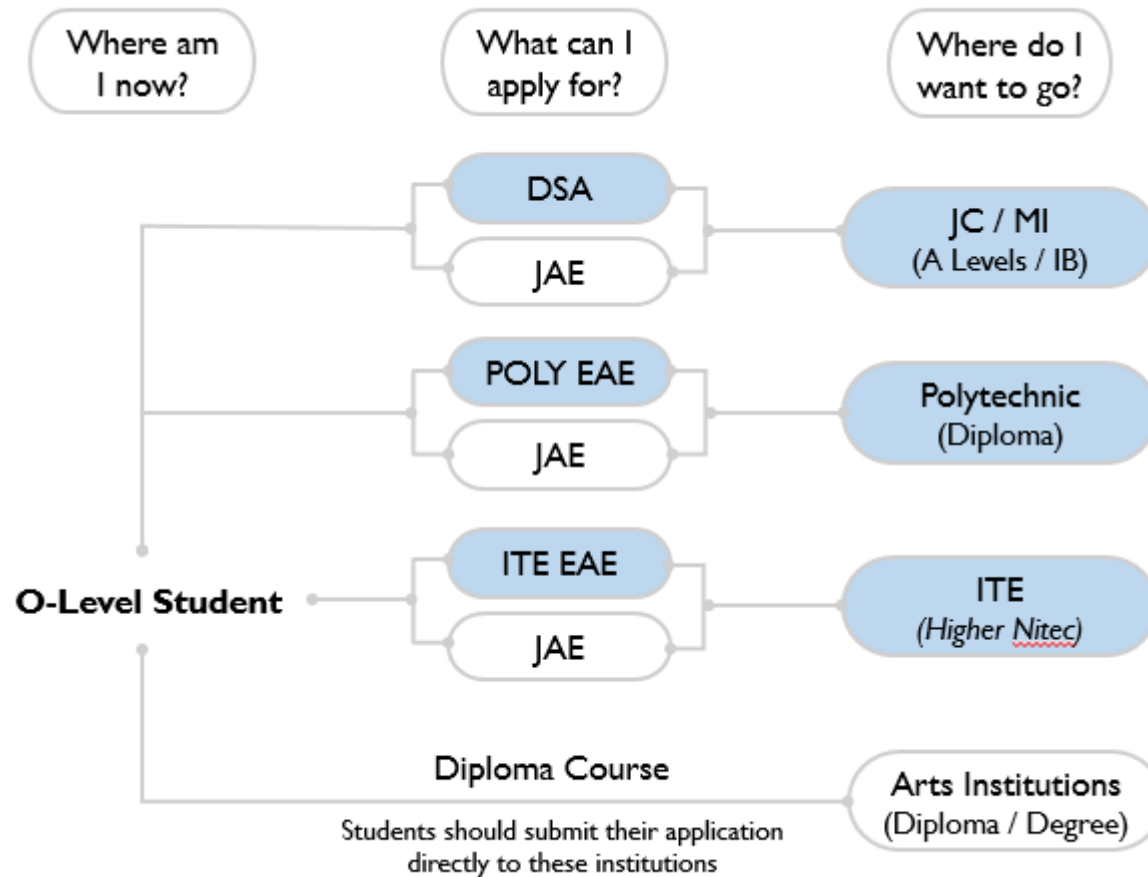 Where am
I now?
What can I
apply for?
Where do I
want to go?
DSA
JAE
JC / MI
(A Levels / IB)
POLY EAE
JAE
Polytechnic
(Diploma)
O-Level Student
ITE EAE
JAE
ITE
(Higher Nitec)
Diploma Course
Students should submit their application
directly to these institutions
Arts Institutions
(Diploma / Degree)